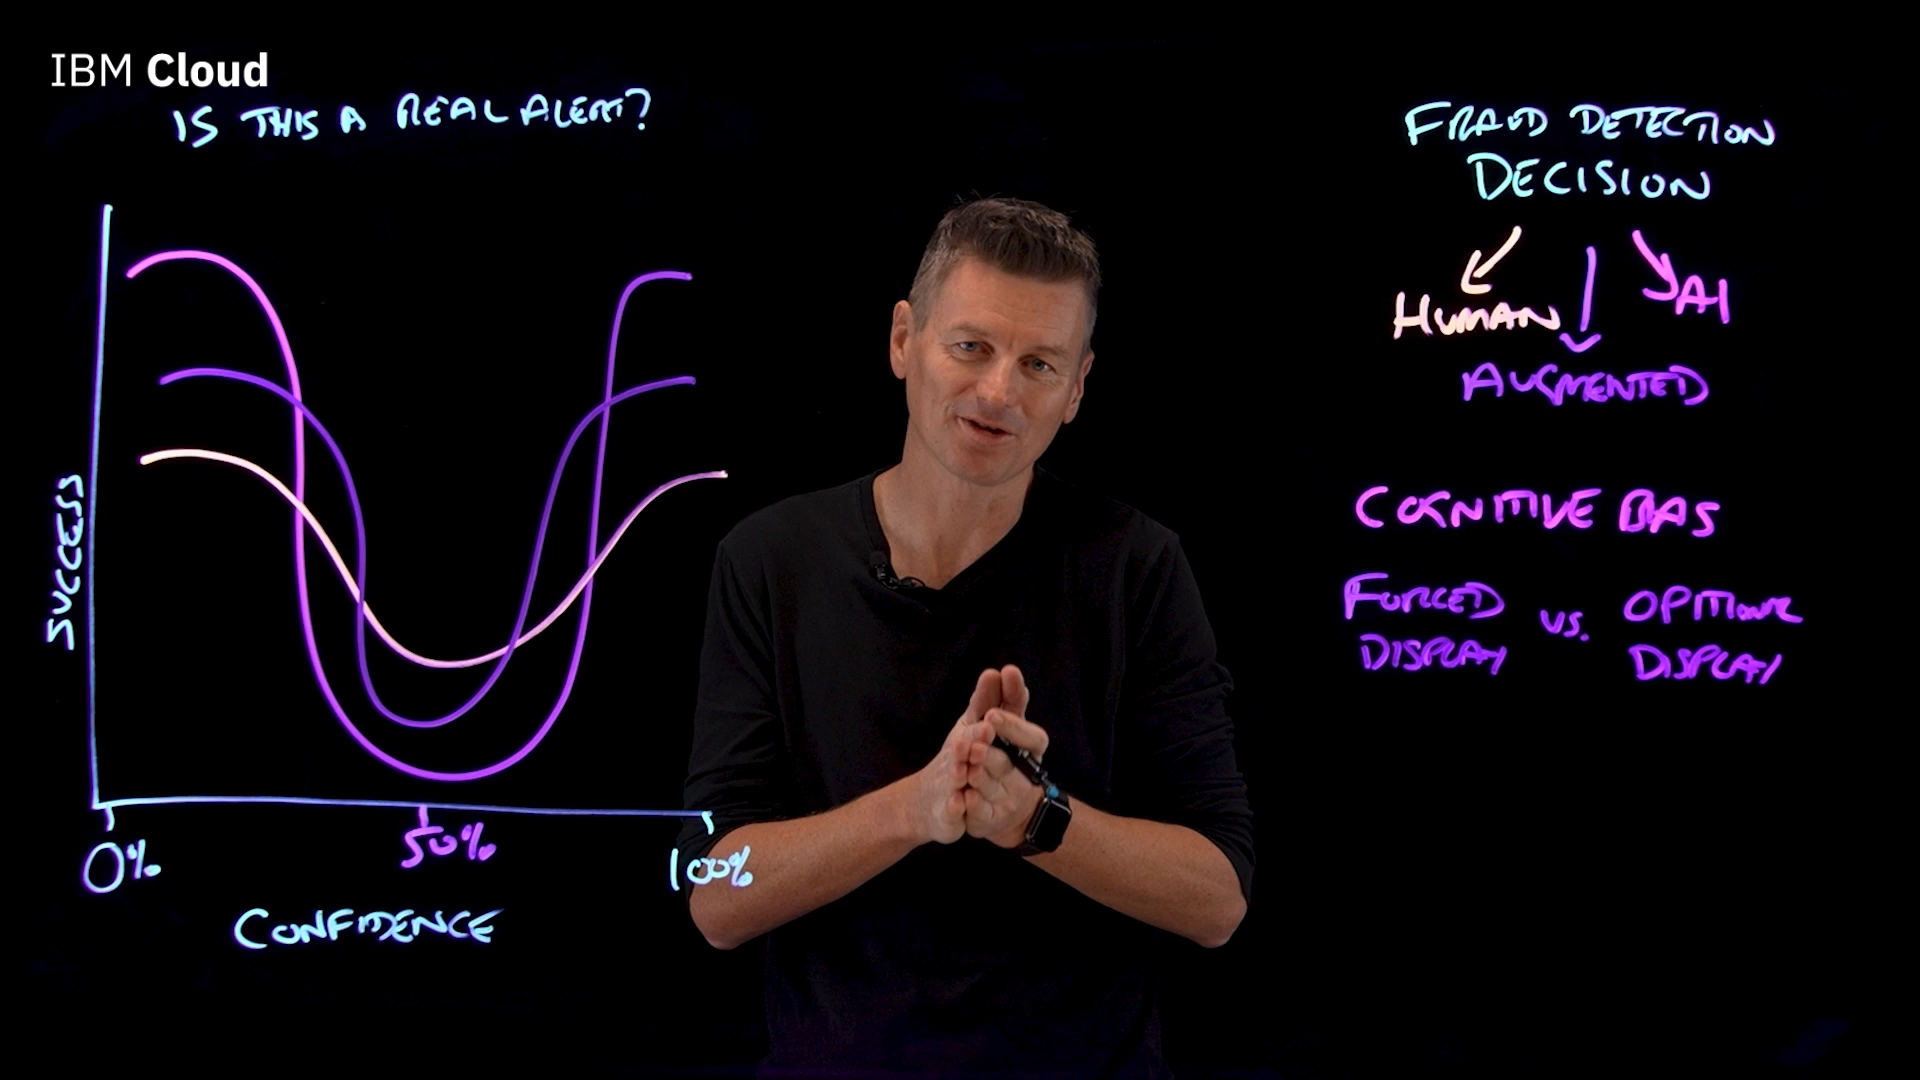 IBM Cloud
IS THIS A REAL ALERT?
SUCCESS
0%
50%
100%
CONFIDENCE
FRAUD DETECTION
DECISION
HUMAN
AI
AUGMENTED
COGNITIVE BIAS
FORCED
DISPLAY
vs.
OPTIONAL
DISPLAY